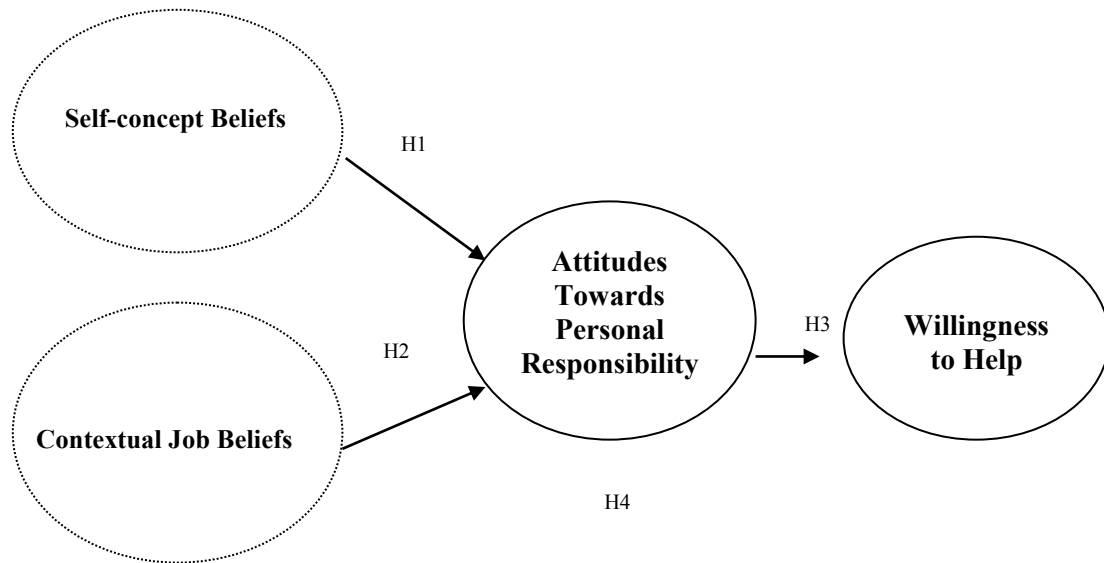 Self-concept Beliefs
H1
Attitudes
Towards
Personal
Responsibility
H3
Willingness
to Help
H2
Contextual Job Beliefs
H4